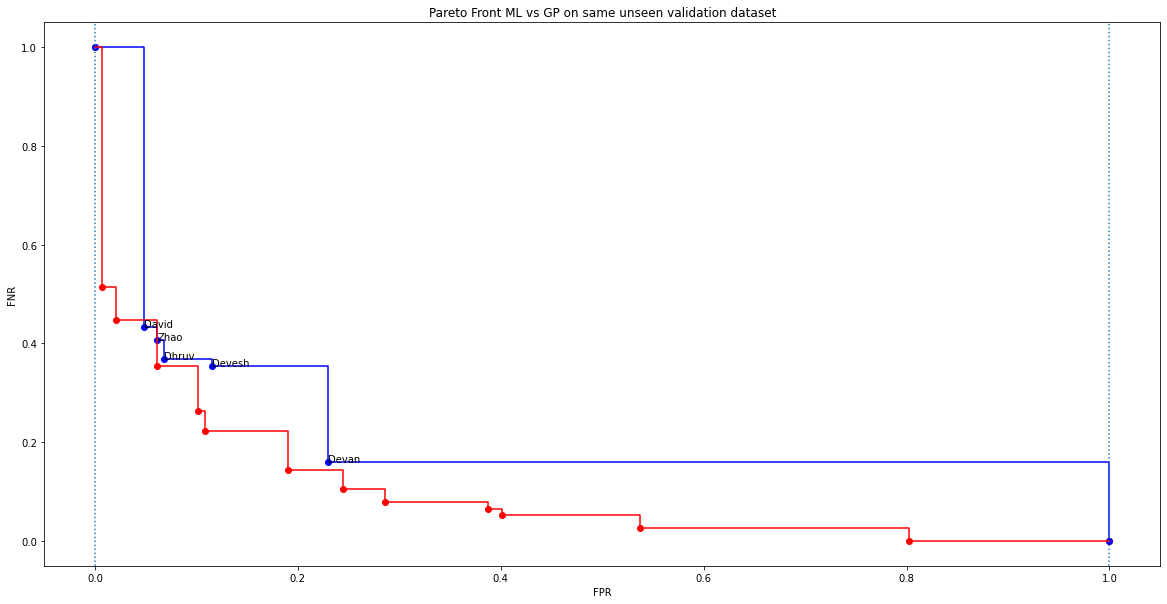 Pareto Front ML vs GP on same unseen validation dataset
1.0
0.8
0.6
0.4
0.2
0.0
FNR
David
Zhao
Dhruv
Devesh
Devan
0.0
0.2
0.4
0.6
0.8
1.0
FPR